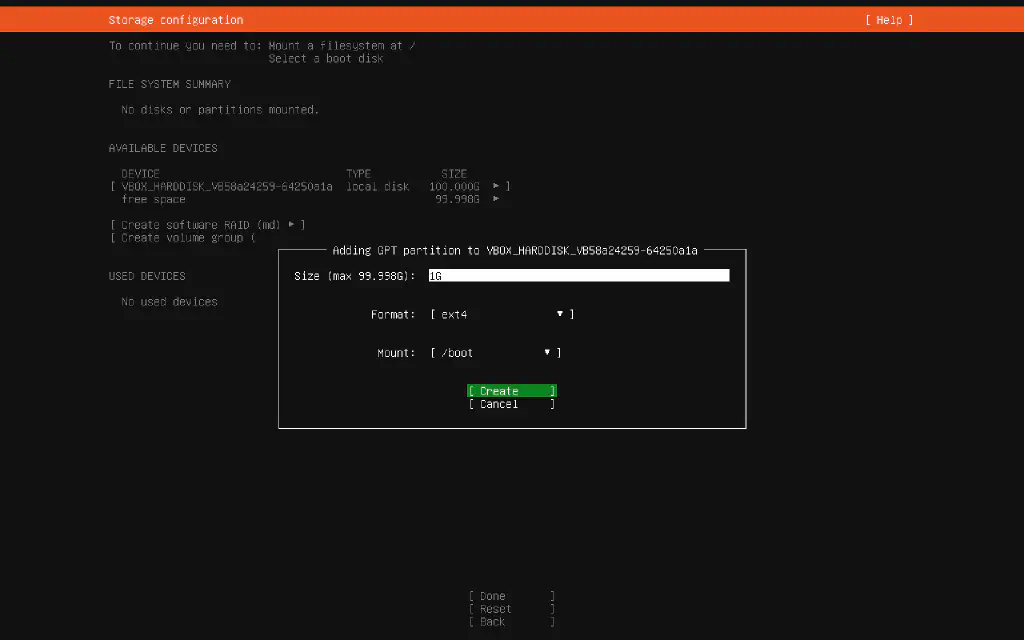 Storage configuration [ Help ]
To continue you need to: Mount a filesystem at /
Select a boot disk
FILE SYSTEM SUMMARY
No disks or partitions mounted.
AVAILABLE DEVICES
DEVICE TYPE SIZE
[ VBOX_HARDDISK_VB58a24259-64250a1a local disk 100.000G ▸ ]
free space 99.998G ▸
[ Create software RAID (md) ▸ ]
[ Create volume group (
Adding GPT partition to VBOX_HARDDISK_VB58a24259-64250a1a
Size (max 99.998G): 1G
Format: [ ext4 ▾ ]
Mount: [ /boot ▾ ]
[ Create ]
[ Cancel ]
USED DEVICES
No used devices
[ Done ]
[ Reset ]
[ Back ]